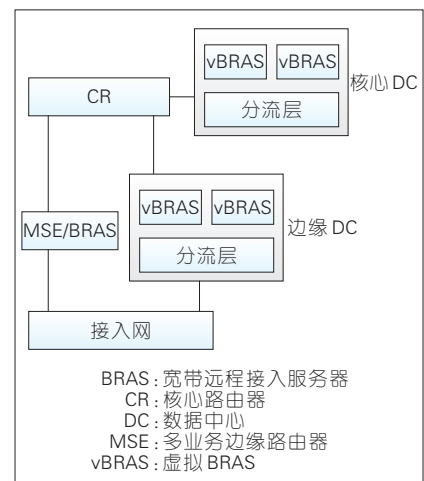 vBRAS vBRAS
核心 DC
CR
分流层
vBRAS vBRAS
MSE/BRAS
边缘 DC
分流层
接入网
BRAS：宽带远程接入服务器
CR：核心路由器
DC：数据中心
MSE：多业务边缘路由器
vBRAS：虚拟 BRAS